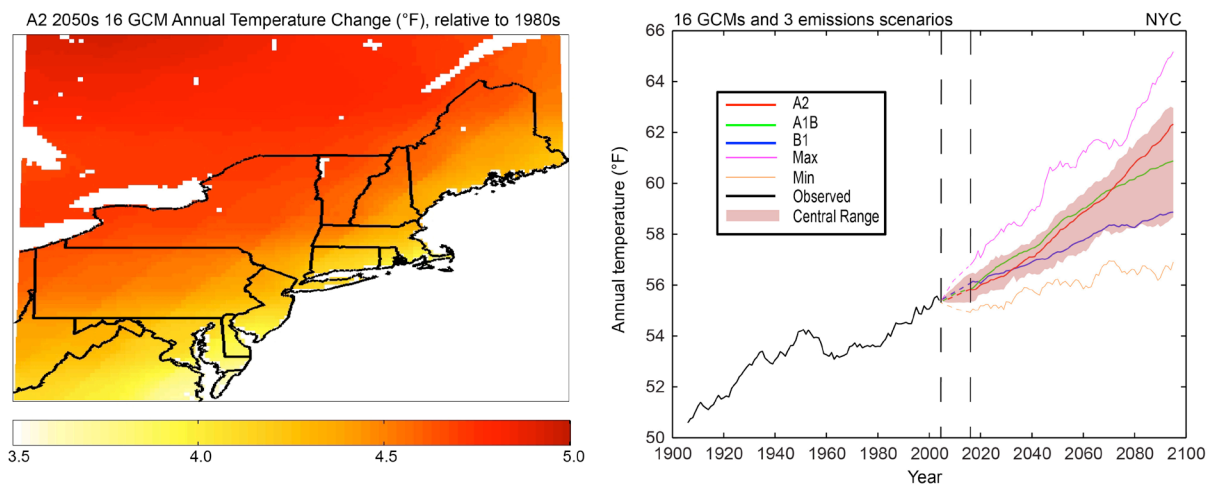 A2 2050s 16 GCM Annual Temperature Change (°F), relative to 1980s
3.5 4.0 4.5 5.0
16 GCMs and 3 emissions scenarios NYC
66
64
62
60
58
56
54
52
50
Annual temperature (°F)
A2
A1B
B1
Max
Min
Observed
Central Range
1900 1920 1940 1960 1980 2000 2020 2040 2060 2080 2100
Year